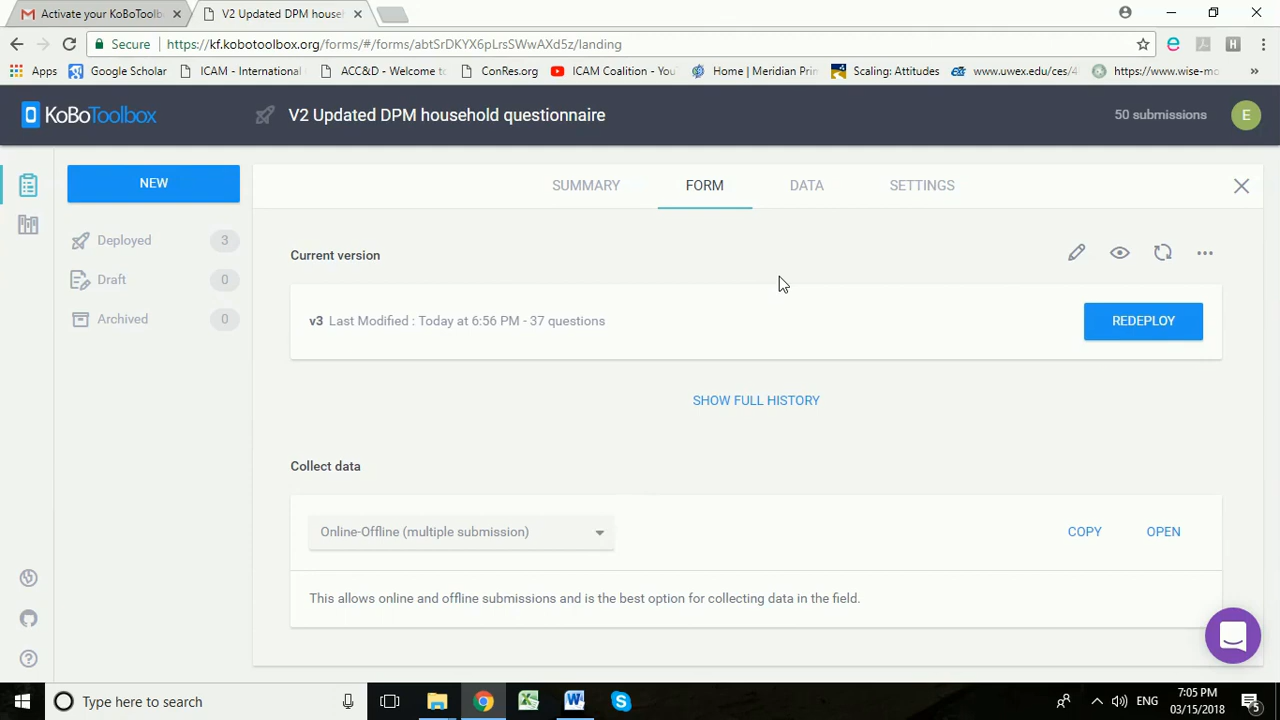 Activate your KoBoToolb
V2 Updated DPM househ
Secure
https://kf.kobotoolbox.org/forms/#/forms/abtSrDKYX6pLrsSWwAXd5z/landing
Apps
Google Scholar
ICAM - International
ACC&D - Welcome to
ConRes.org
ICAM Coalition - You
Home | Meridian Prim
Scaling: Attitudes
www.uwex.edu/ces/4
https://www.wise-mo
»
KoBoToolbox
V2 Updated DPM household questionnaire
50 submissions
E
NEW
SUMMARY
FORM
DATA
SETTINGS
Deployed
3
Draft
0
Archived
0
Current version
v3 Last Modified : Today at 6:56 PM - 37 questions
REDEPLOY
SHOW FULL HISTORY
Collect data
Online-Offline (multiple submission)
COPY
OPEN
This allows online and offline submissions and is the best option for collecting data in the field.
Type here to search
ENG
7:05 PM
03/15/2018
5